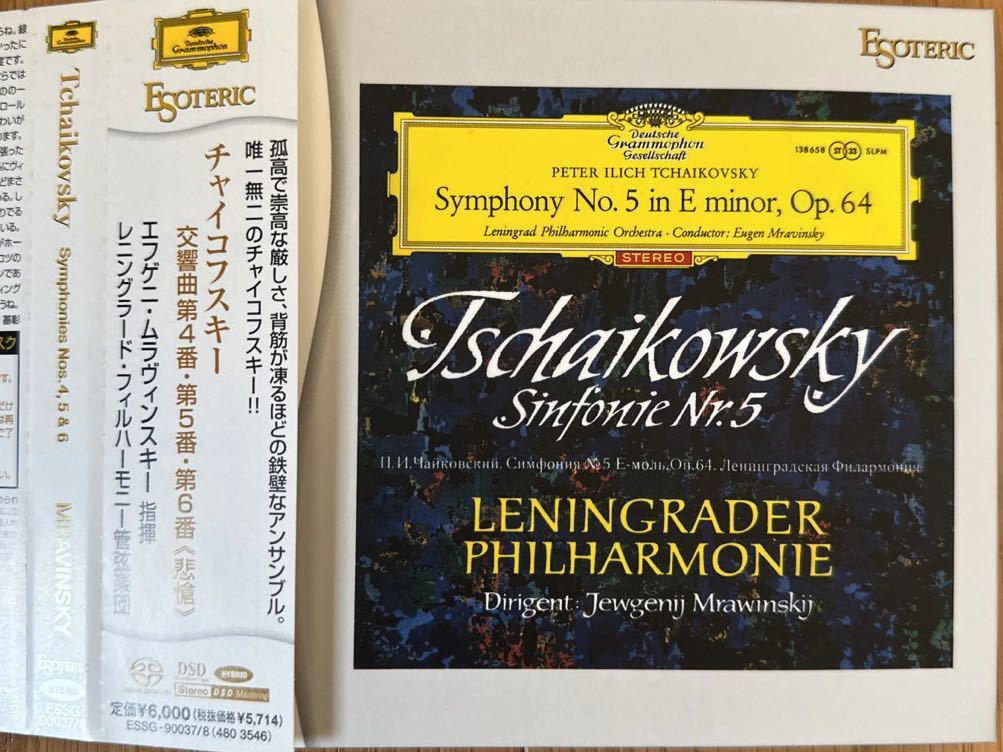 Deutsche
Grammophon
Tchaikovsky Symphonies Nos. 4, 5 & 6 MRAVINSKY
ESOTERIC
HYBRID
ESSG-
90037/8
Deutsche
Grammophon
ESOTERIC
孤高で崇高な厳しさ、背筋が凍るほどの鉄壁なアンサンブル。
唯一無二のチャイコフスキー!!
チャイコフスキー
交響曲第4番・第5番・第6番《悲愴》
エフゲニ・ムラヴィンスキー 指揮
レニングラード・フィルハーモニー管弦楽団
DSD
HYBRID
Stereo DSD Mastering
定価¥6,000(税抜価格¥5,714)
ESSG-90037/8 (480 3546)
ESOTERIC
Deutsche
Grammophon
Gesellschaft
138658 ST 33 SLPM
PETER ILICH TCHAIKOVSKY
Symphony No. 5 in E minor, Op. 64
Leningrad Philharmonic Orchestra · Conductor: Eugen Mravinsky
STEREO
Tschaikowsky
Sinfonie Nr. 5
П.И.Чайковский. Симфония №5 Е-моль, Оп.64. Ленинградская Филармония
LENINGRADER
PHILHARMONIE
Dirigent: Jewgenij Mrawinskij